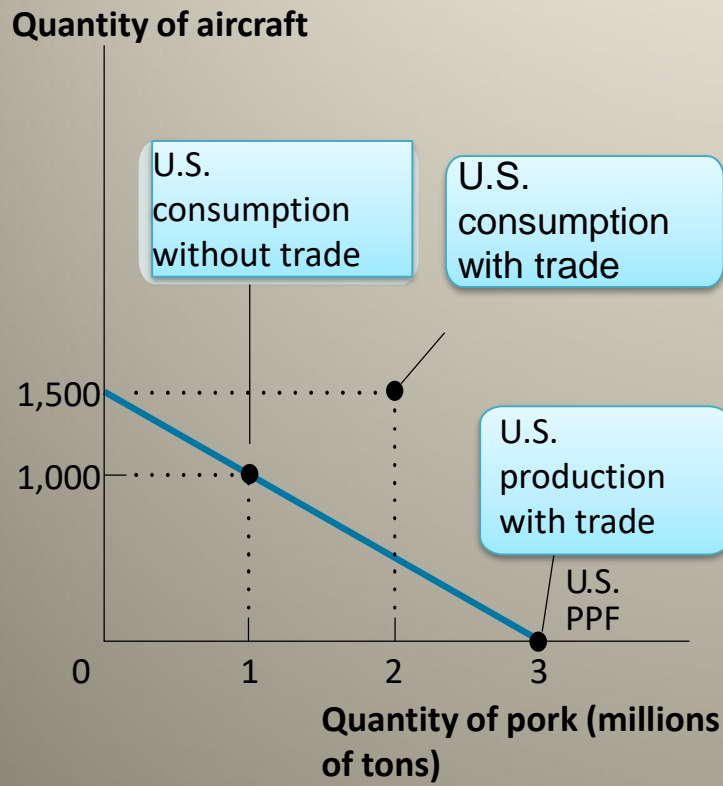 Quantity of aircraft
U.S.
consumption
without trade
U.S.
consumption
with trade
1,500
1,000
U.S.
production
with trade
U.S.
PPF
0
1
2
3
Quantity of pork (millions
of tons)